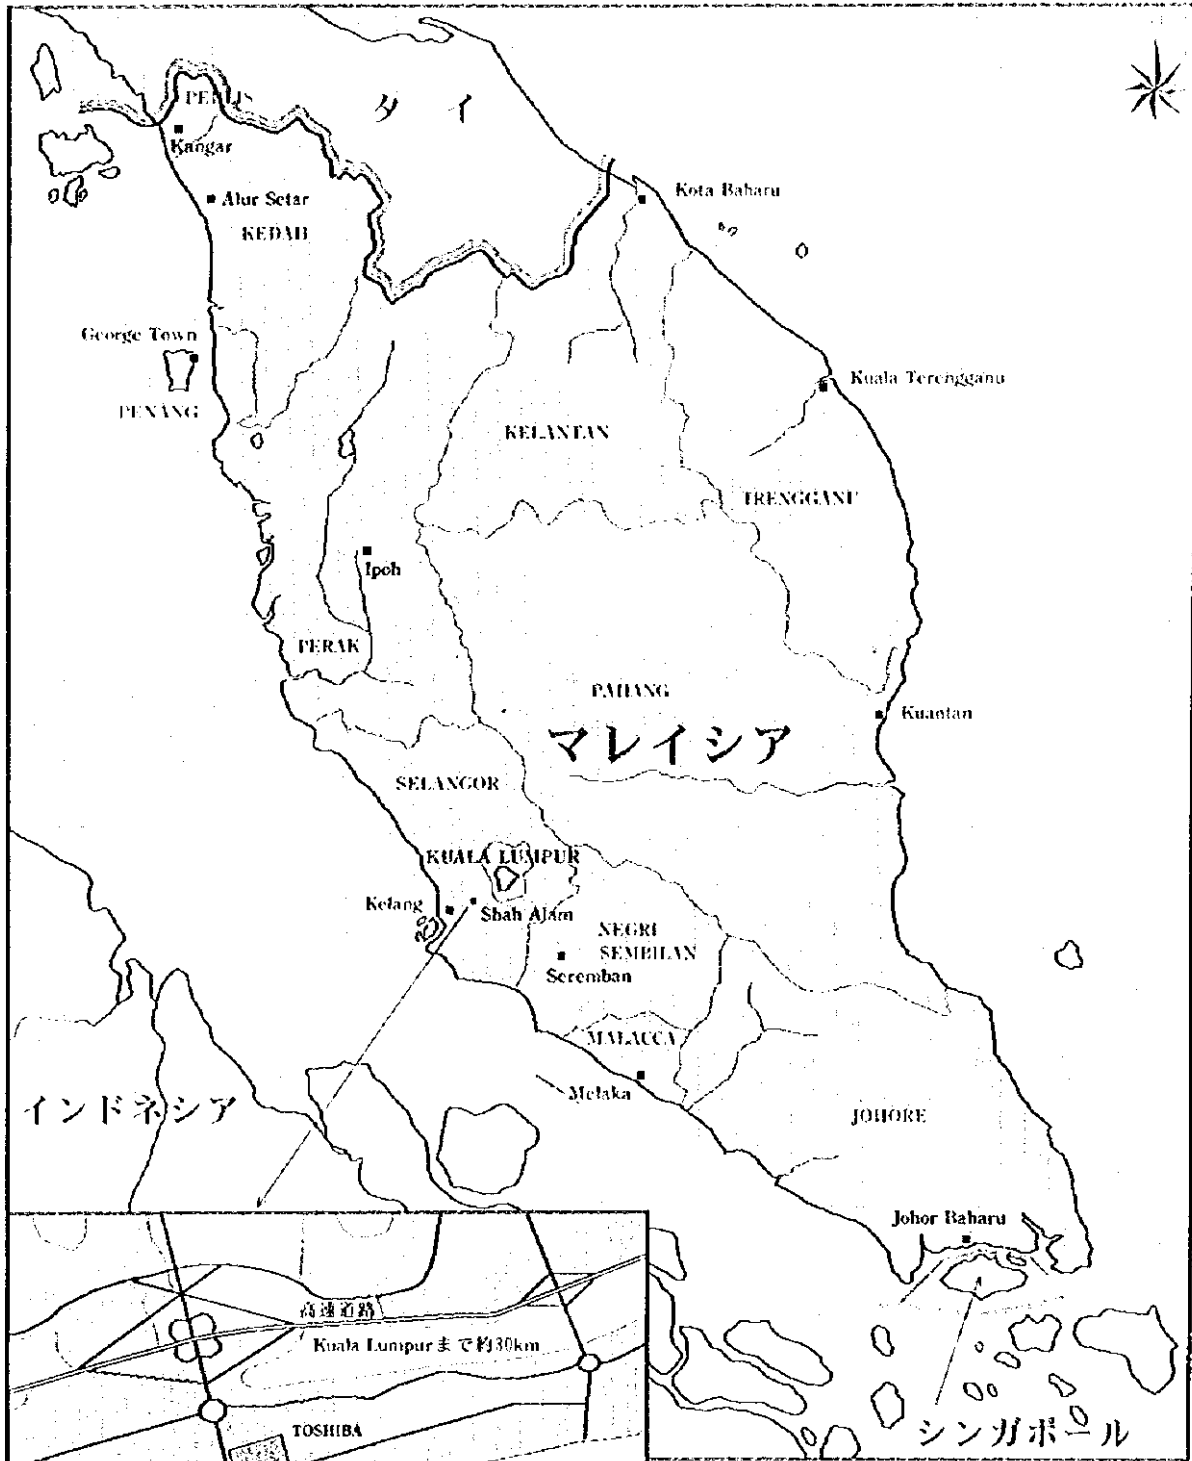 タイ
PERLIS
Kangar
Alur Setar
KEDAH
Kota Baharu
George Town
PENANG
Kuala Terengganu
KELANTAN
TRENGGANU
Ipoh
PERAK
PAHANG
Kuantan
マレイシア
SELANGOR
KUALA LUMPUR
Kelang
Shah Alam
NEGRI
SEMBILAN
Seremban
MALACCA
Melaka
インドネシア
JOHORE
Johor Baharu
高速道路
Kuala Lumpurまで約30km
TOSHIBA
シンガポール